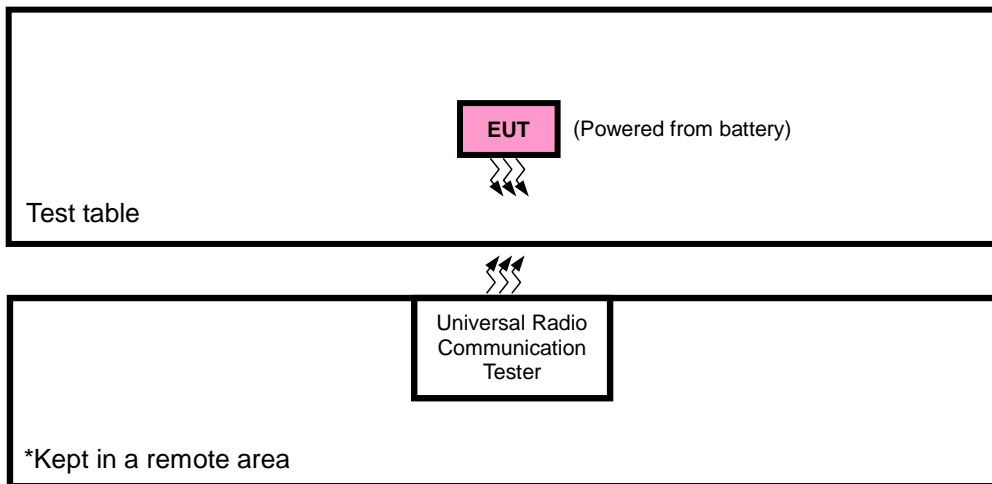 EUT
(Powered from battery)
Test table
Universal Radio
Communication
Tester
*Kept in a remote area